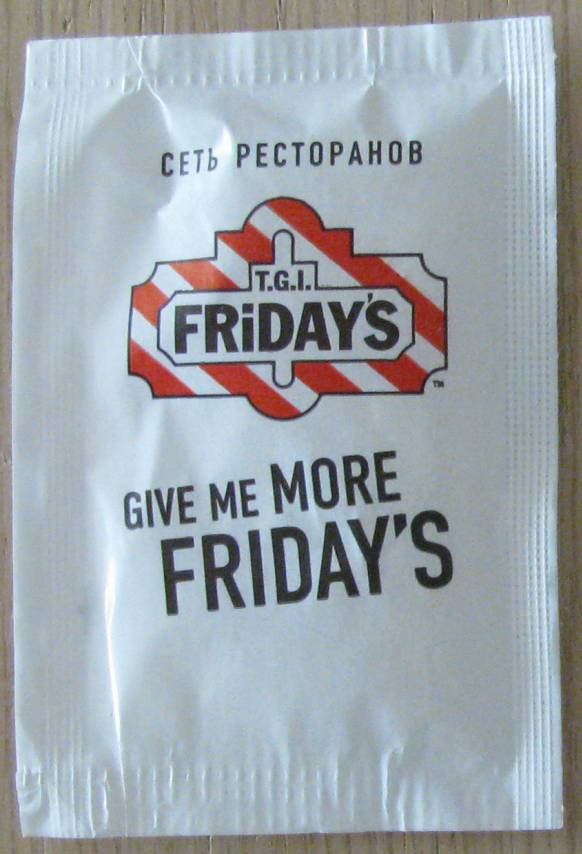 СЕТЬ РЕСТОРАНОВ
T.G.I.
FRiDAY'S
™
GIVE ME MORE
FRIDAY'S